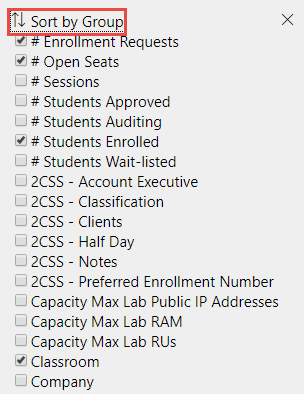 Sort by Group
# Enrollment Requests
# Open Seats
# Sessions
# Students Approved
# Students Auditing
# Students Enrolled
# Students Wait-listed
2CSS - Account Executive
2CSS - Classification
2CSS - Clients
2CSS - Half Day
2CSS - Notes
2CSS - Preferred Enrollment Number
Capacity Max Lab Public IP Addresses
Capacity Max Lab RAM
Capacity Max Lab RUs
Classroom
Company